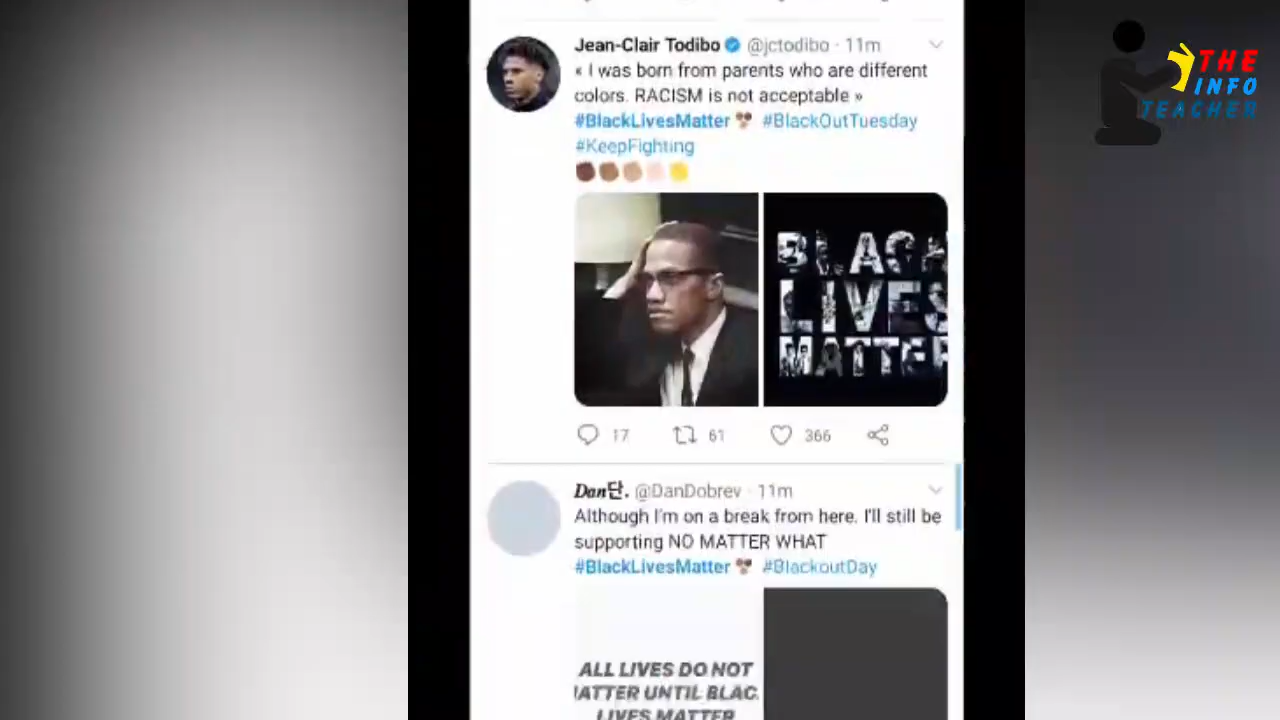 Jean-Clair Todibo @jctodibo · 11m
« I was born from parents who are different
colors. RACISM is not acceptable »
#BlackLivesMatter #BlackOutTuesday
#KeepFighting
BLACK
LIVES
MATTER
17 61 366
Dan단. @DanDobrev · 11m
Although I'm on a break from here. I'll still be
supporting NO MATTER WHAT
#BlackLivesMatter #BlackoutDay
ALL LIVES DO NOT
MATTER UNTIL BLAC
LIVES MATTER
THE
INFO
TEACHER